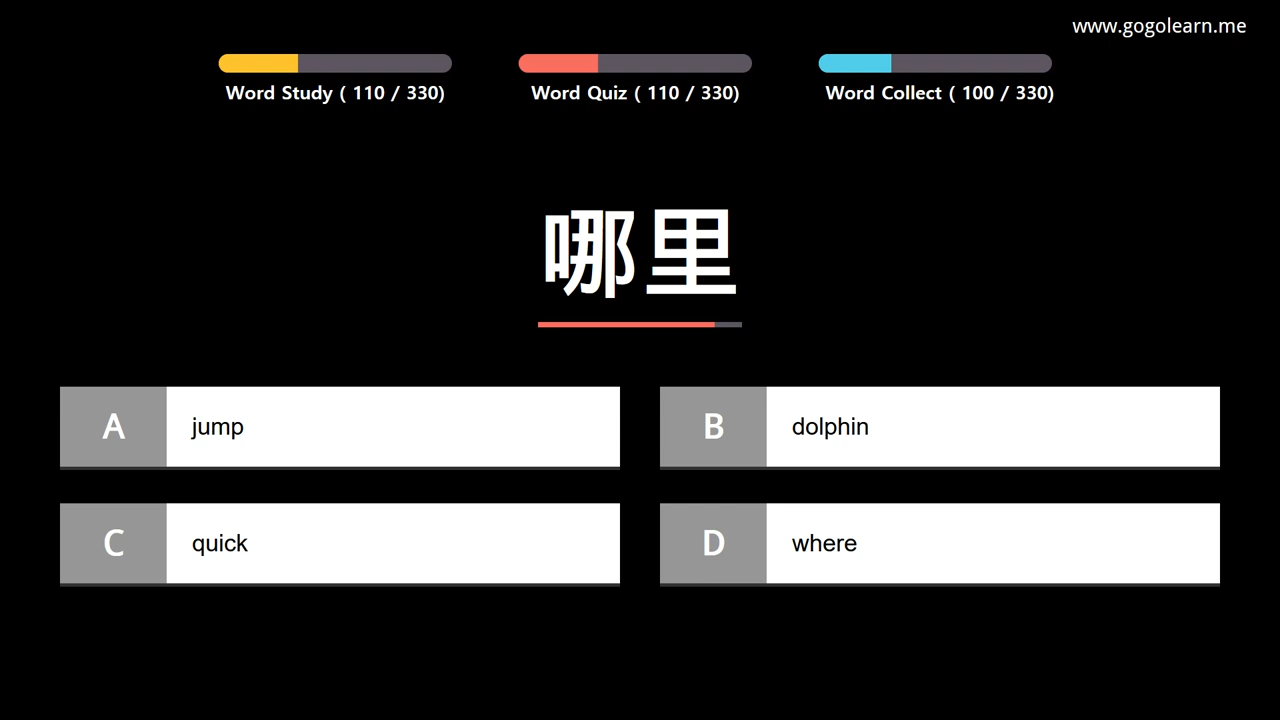 www.gogolearn.me
Word Study ( 110 / 330)
Word Quiz ( 110 / 330)
Word Collect ( 100 / 330)
哪里
A jump
B dolphin
C quick
D where